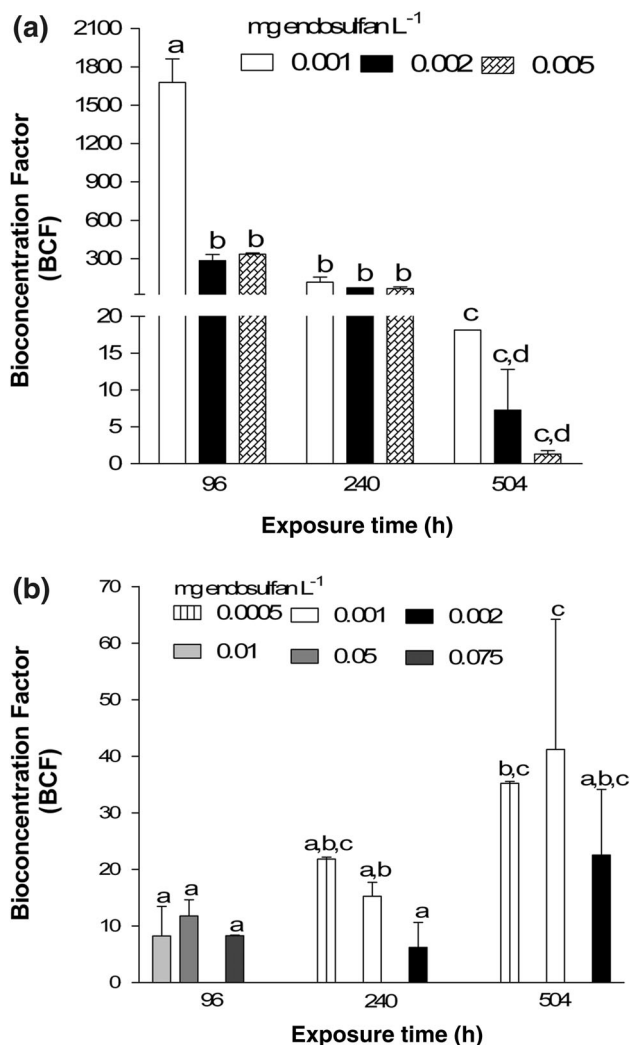 (a)
mg endosulfan L⁻¹
0.001 0.002 0.005
Bioconcentration Factor
(BCF)
2100
1800
1500
1200
900
600
300
20
15
10
5
0
a
b b
b b b
c
c,d
c,d
96 240 504
Exposure time (h)
(b)
mg endosulfan L⁻¹
0.0005 0.001 0.002
0.01 0.05 0.075
Bioconcentration Factor
(BCF)
70
60
50
40
30
20
10
0
a a a
a,b,c
a,b
a
b,c
c
a,b,c
96 240 504
Exposure time (h)